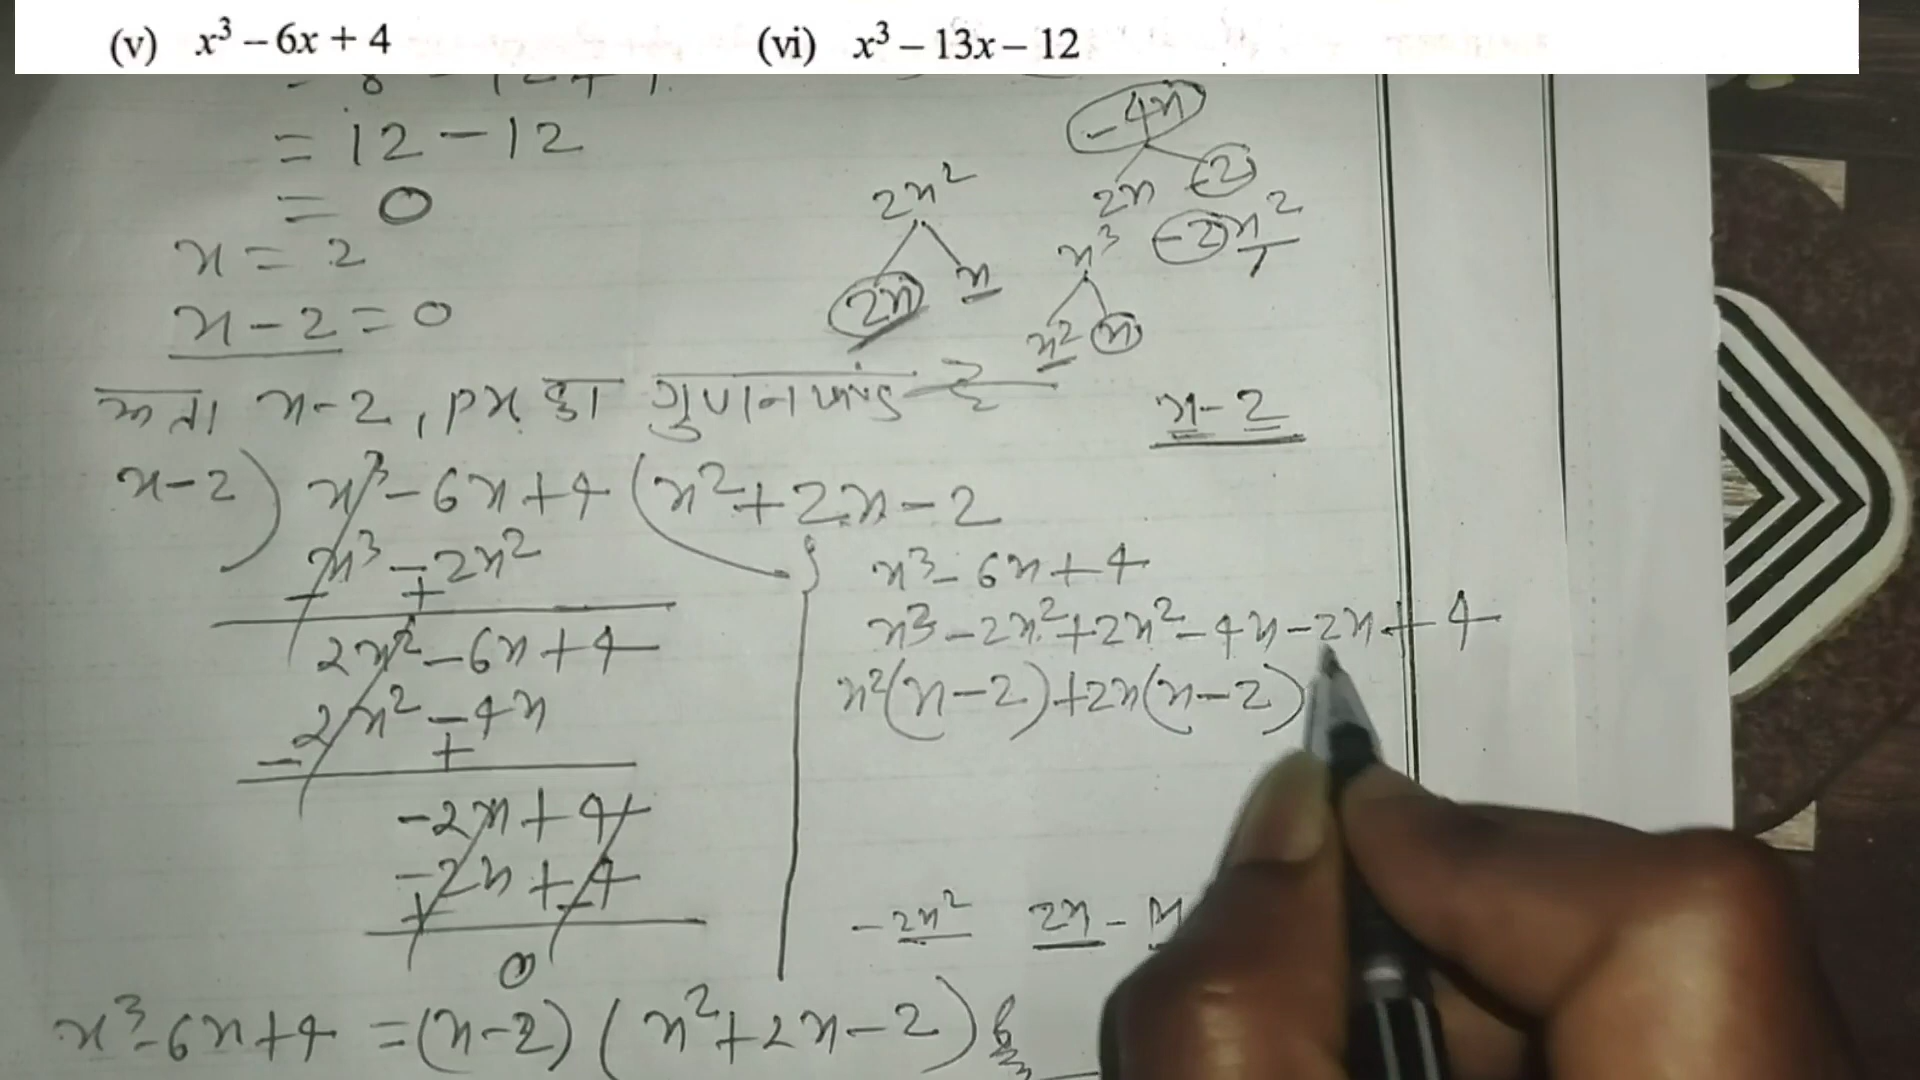 (v) x³ – 6x + 4 (vi) x³ – 13x – 12
= 12 - 12
= 0
x = 2
x - 2 = 0
-4x
2x -2
2x²
2x x
-2x²
x³
x² x
अतः x-2, px का गुणनखंड है
x - 2
x-2) x³ - 6x + 4 (x² + 2x - 2
x³ - 2x²
- +
2x² - 6x + 4
2x² - 4x
- +
-2x + 4
-2x + 4
+ -
0
x³ - 6x + 4
x³ - 2x² + 2x² - 4x - 2x + 4
x²(x - 2) + 2x(x - 2)
-2x² 2x -
x³ - 6x + 4 = (x - 2) (x² + 2x - 2)